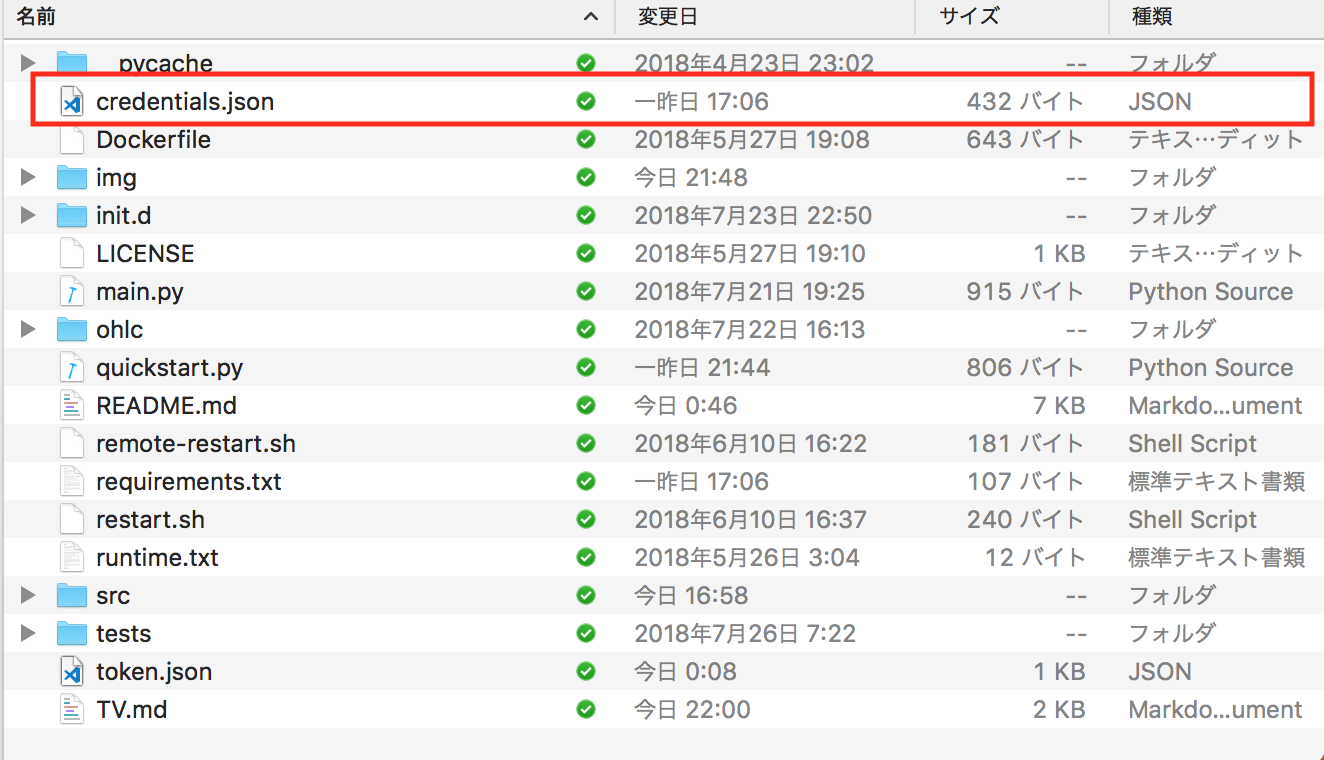 名前 変更日 サイズ 種類
__pycache__ 2018年4月23日 23:02 -- フォルダ
credentials.json 一昨日 17:06 432 バイト JSON
Dockerfile 2018年5月27日 19:08 643 バイト テキス…ディット
img 今日 21:48 -- フォルダ
init.d 2018年7月23日 22:50 -- フォルダ
LICENSE 2018年5月27日 19:10 1 KB テキス…ディット
main.py 2018年7月21日 19:25 915 バイト Python Source
ohlc 2018年7月22日 16:13 -- フォルダ
quickstart.py 一昨日 21:44 806 バイト Python Source
README.md 今日 0:46 7 KB Markdo...ument
remote-restart.sh 2018年6月10日 16:22 181 バイト Shell Script
requirements.txt 一昨日 17:06 107 バイト 標準テキスト書類
restart.sh 2018年6月10日 16:37 240 バイト Shell Script
runtime.txt 2018年5月26日 3:04 12 バイト 標準テキスト書類
src 今日 16:58 -- フォルダ
tests 2018年7月26日 7:22 -- フォルダ
token.json 今日 0:08 1 KB JSON
TV.md 今日 22:00 2 KB Markdo...ument